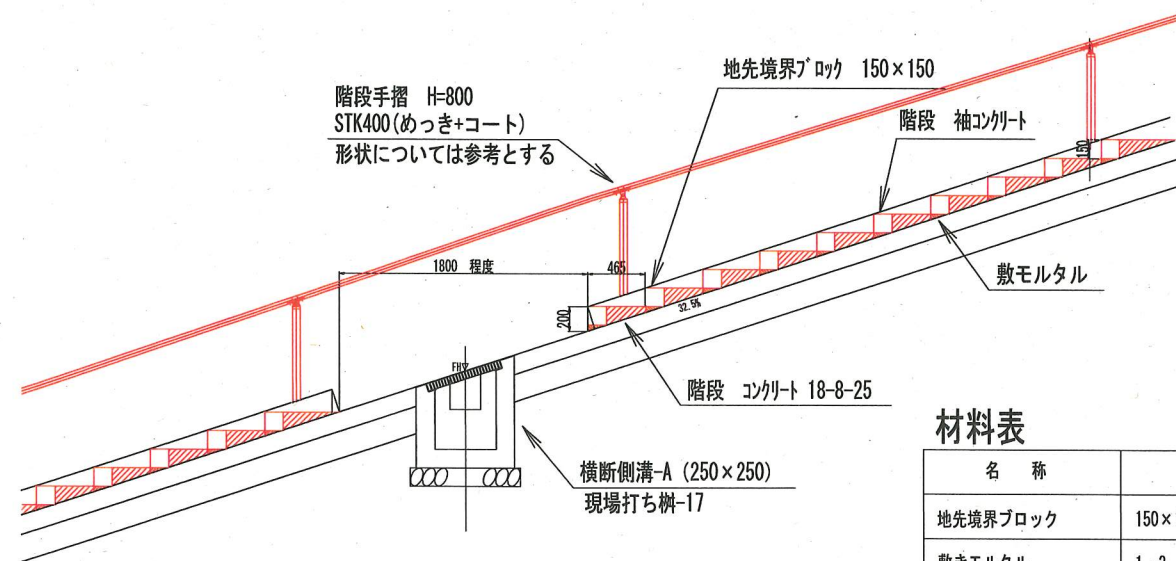 地先境界ブロック 150×150
階段手摺 H=800
STK400(めっき+コート)
形状については参考とする
階段 袖コンクリート
150
1800 程度
465
敷モルタル
32.5%
200
FH
階段 コンクリート 18-8-25
横断側溝-A (250×250)
現場打ち桝-17
材料表
名 称
地先境界ブロック 150×